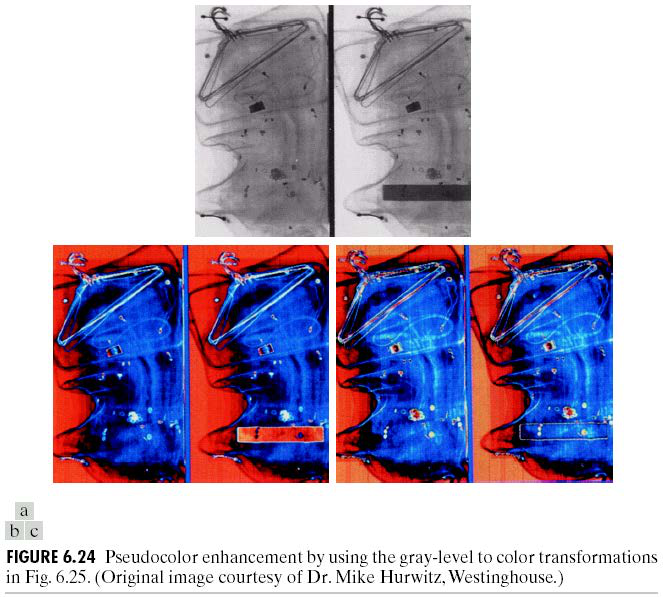 a
b c
FIGURE 6.24 Pseudocolor enhancement by using the gray-level to color transformations
in Fig. 6.25. (Original image courtesy of Dr. Mike Hurwitz, Westinghouse.)